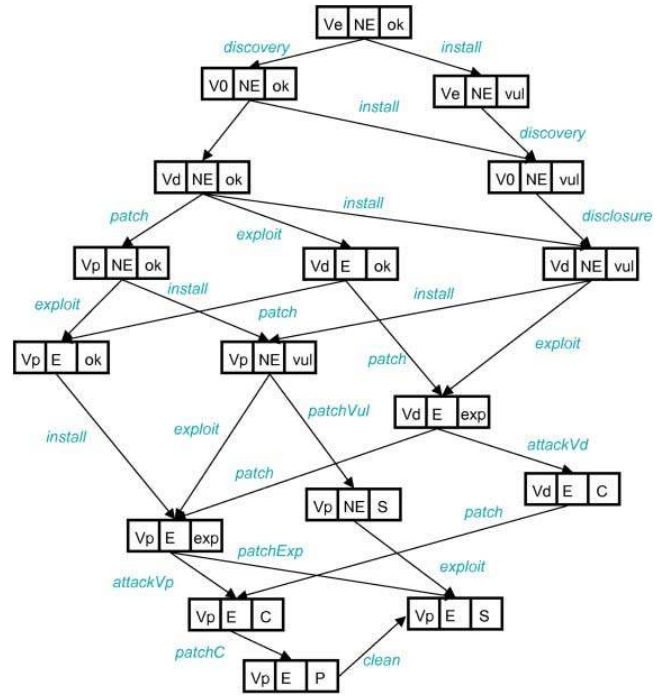 Ve NE ok
discovery install
V0 NE ok
Ve NE vul
install
discovery
Vd NE ok
V0 NE vul
install
patch
exploit
disclosure
Vp NE ok
Vd E ok
Vd NE vul
exploit
install
patch
install
Vp E ok
Vp NE vul
patch
exploit
Vd E exp
install
exploit
patchVul
attackVd
patch
Vd E C
Vp NE S
patch
Vp E exp
patchExp
attackVp
exploit
Vp E C
Vp E S
patchC
clean
Vp E P